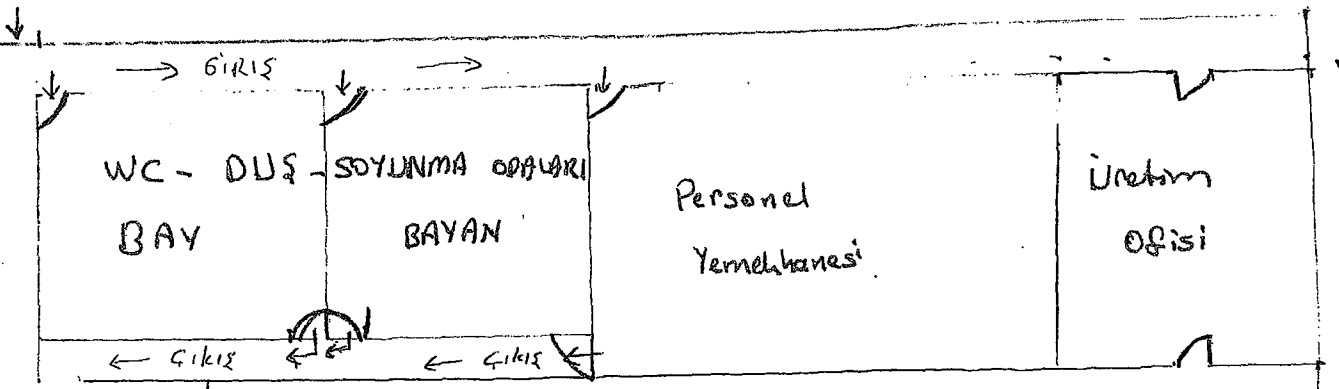 GİRİŞ
WC - DUŞ - SOYUNMA ODALARI
BAY
BAYAN
Personel
Yemekhanesi
Üretim
Ofisi
ÇIKIŞ
ÇIKIŞ